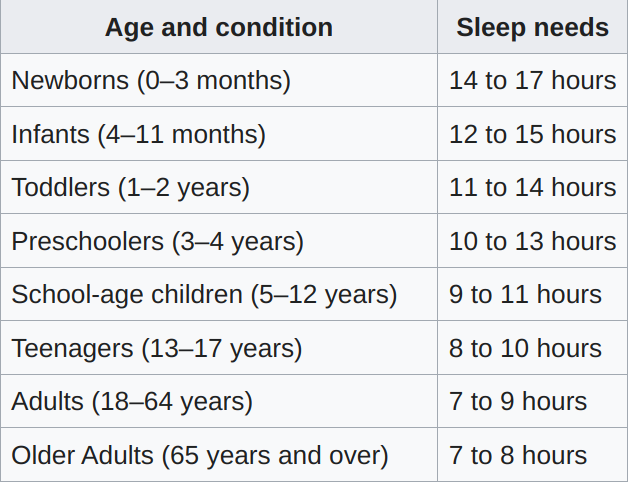 Age and condition Sleep needs
Newborns (0–3 months) 14 to 17 hours
Infants (4–11 months) 12 to 15 hours
Toddlers (1–2 years) 11 to 14 hours
Preschoolers (3–4 years) 10 to 13 hours
School-age children (5–12 years) 9 to 11 hours
Teenagers (13–17 years) 8 to 10 hours
Adults (18–64 years) 7 to 9 hours
Older Adults (65 years and over) 7 to 8 hours